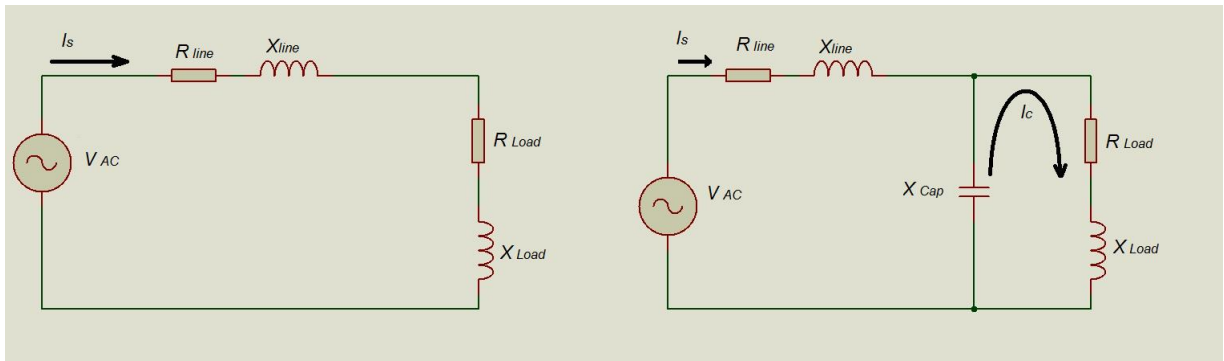 Is
R line
Xline
V AC
R Load
X Load
Is
R line
Xline
Ic
R Load
V AC
X Cap
X Load